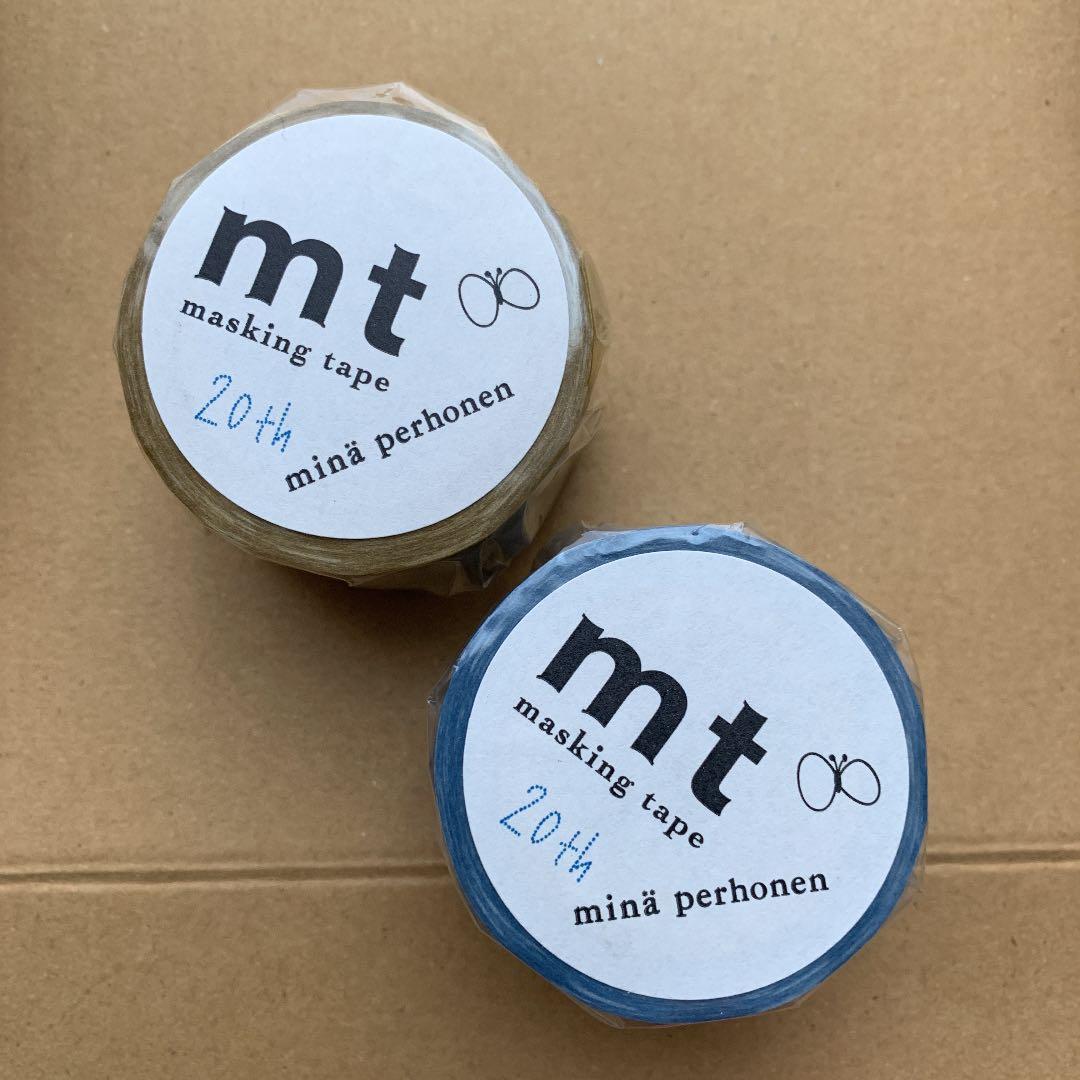 mt
masking tape
20th
minä perhonen
mt
masking tape
20th
minä perhonen